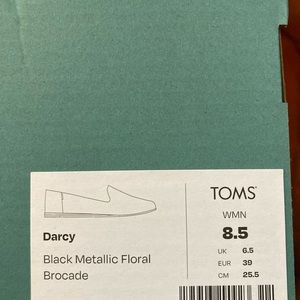 TOMS
WMN
8.5
UK 6.5
EUR 39
CM 25.5
Darcy
Black Metallic Floral
Brocade